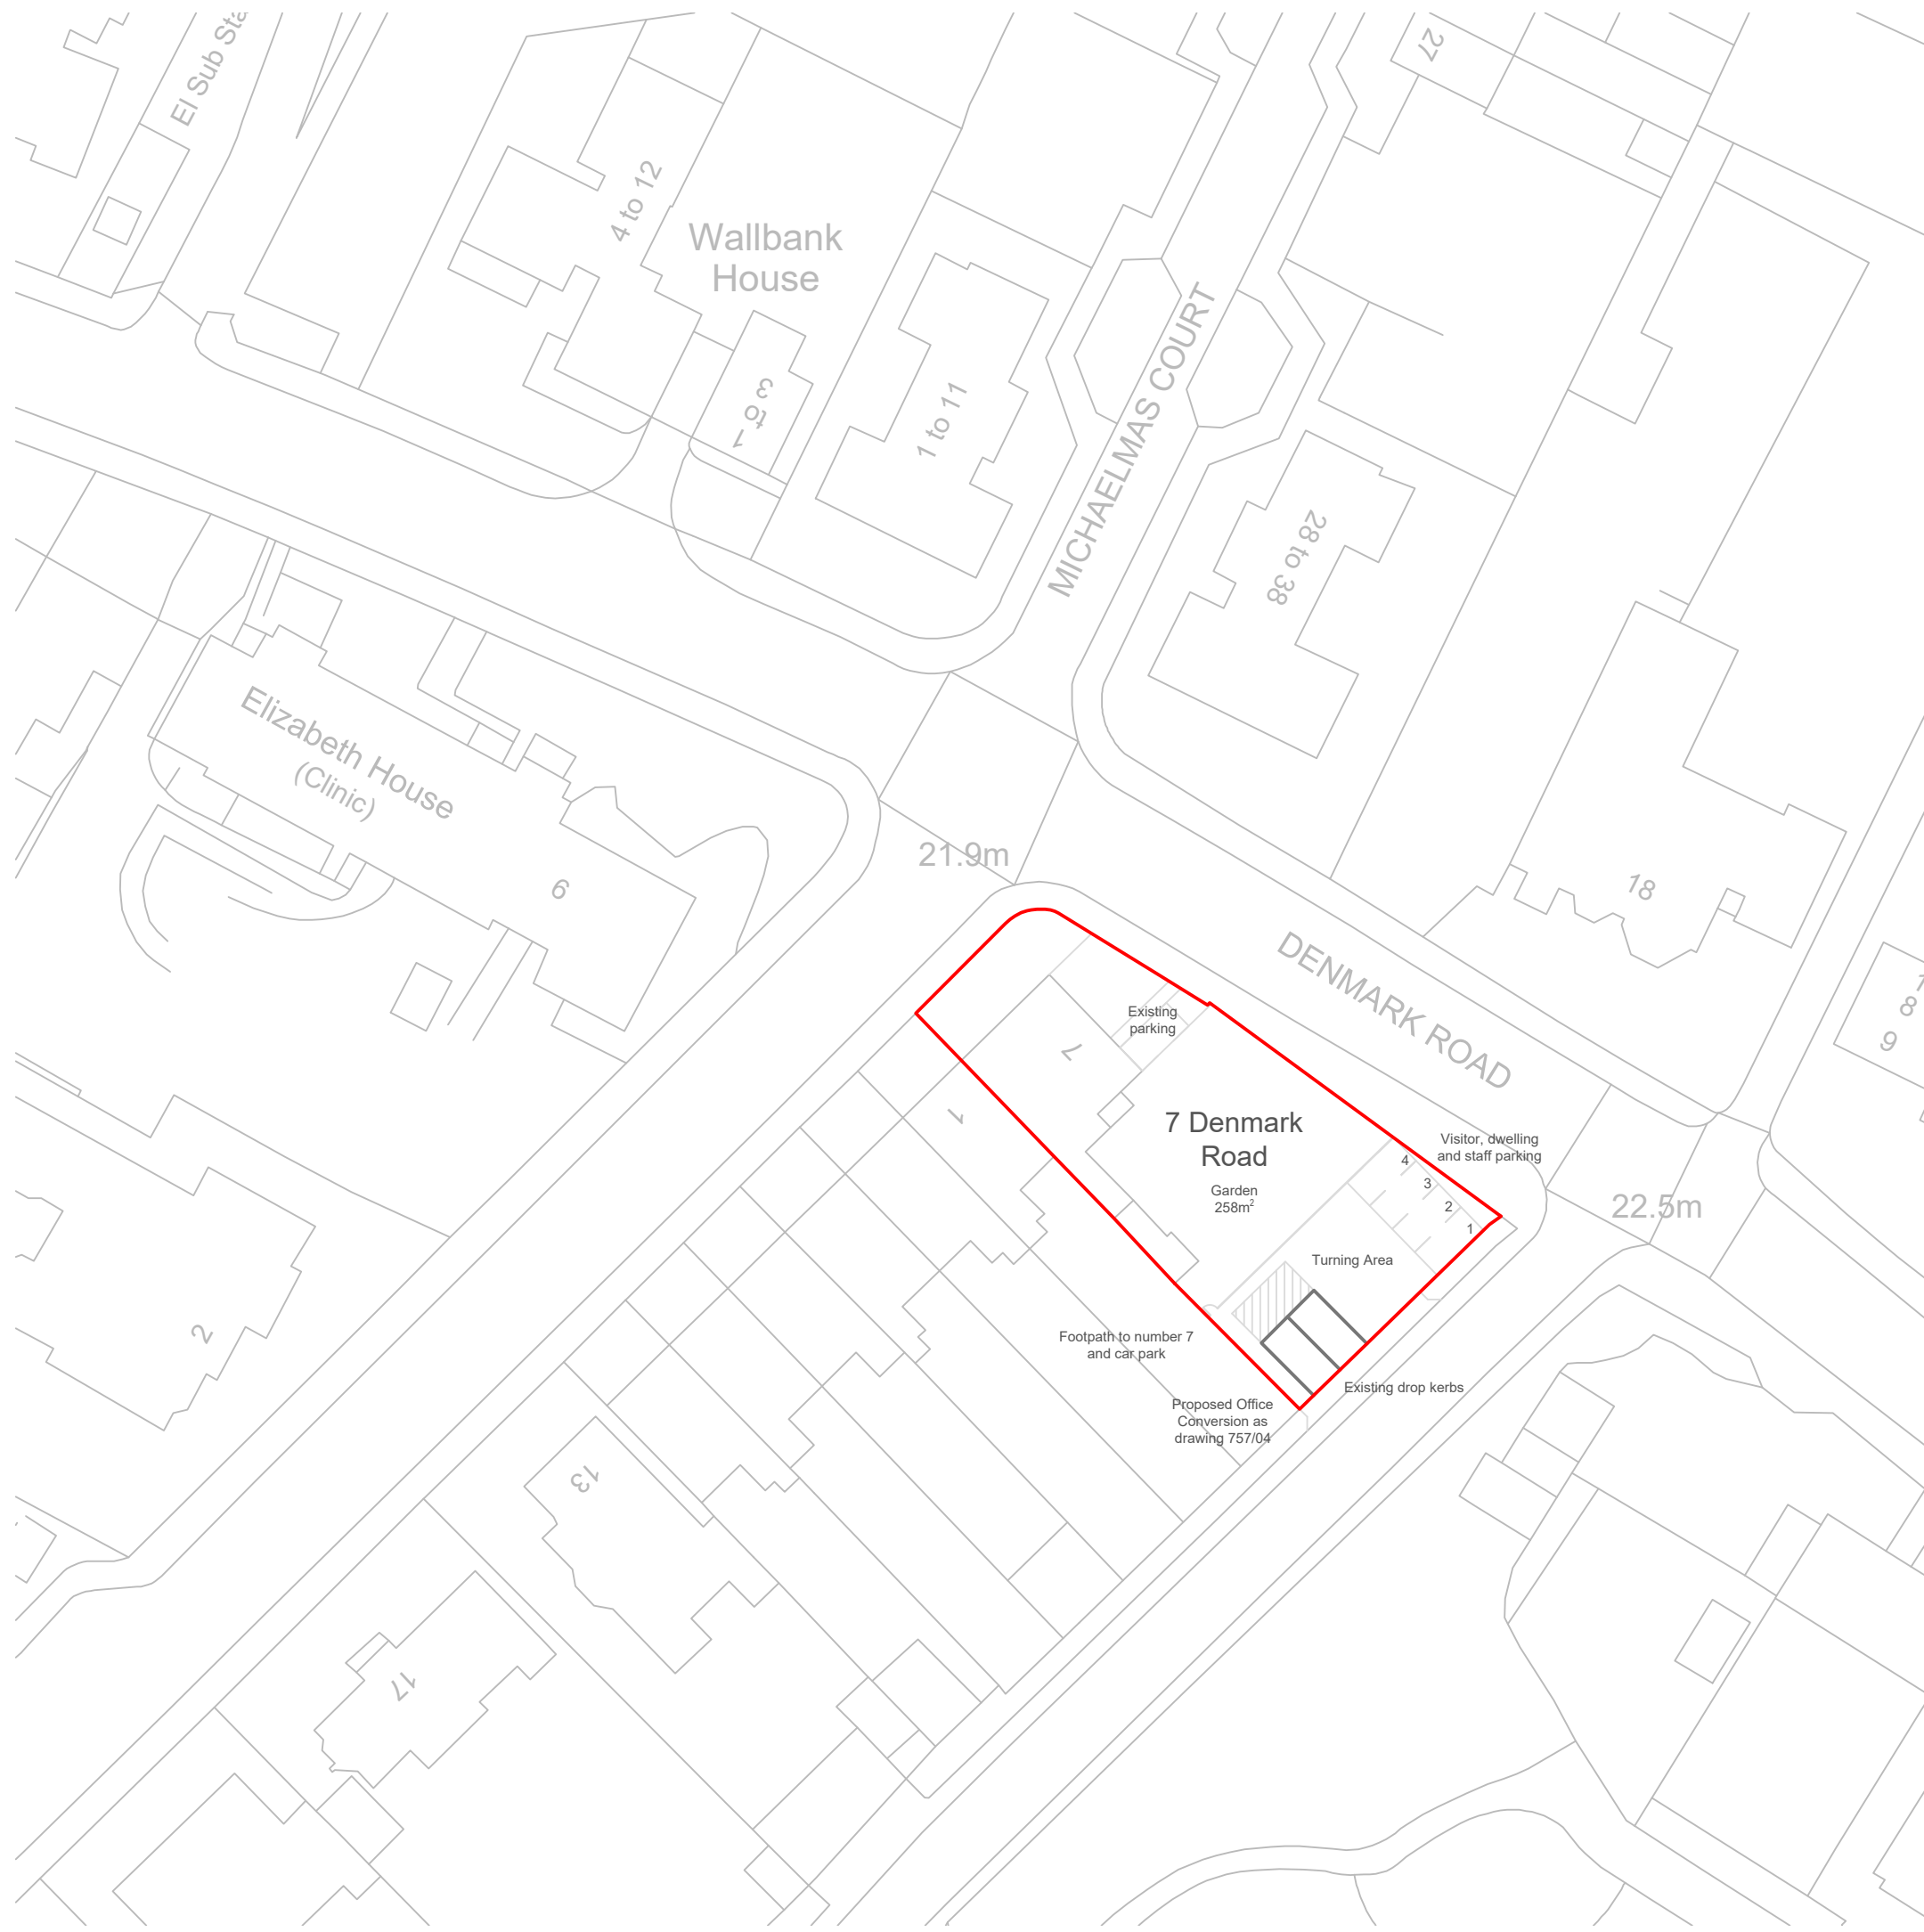 El Sub Sta
27
4 to 12
Wallbank
House
3
to
1
1 to 11
MICHAELMAS COURT
28 to 38
Elizabeth House
(Clinic)
6
21.9m
18
DENMARK ROAD
8
9
Existing
parking
7
1
7 Denmark
Road
Garden
258m²
Visitor, dwelling
and staff parking
4
3
2
1
22.5m
Turning Area
Footpath to number 7
and car park
Existing drop kerbs
Proposed Office
Conversion as
drawing 757/04
2
13
17